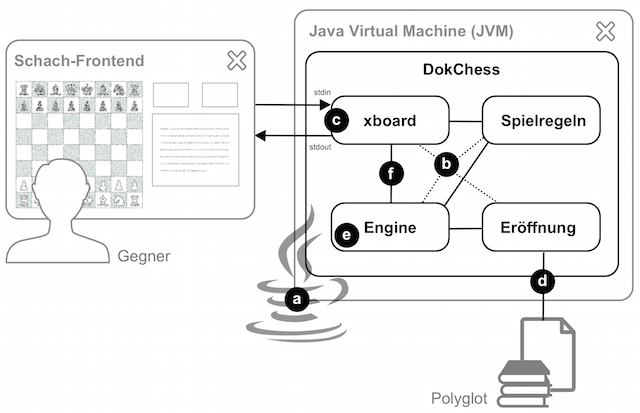 Java Virtual Machine (JVM)
Schach-Frontend
DokChess
stdin
c
xboard
Spielregeln
stdout
b
f
e
Engine
Eröffnung
Gegner
d
a
Polyglot